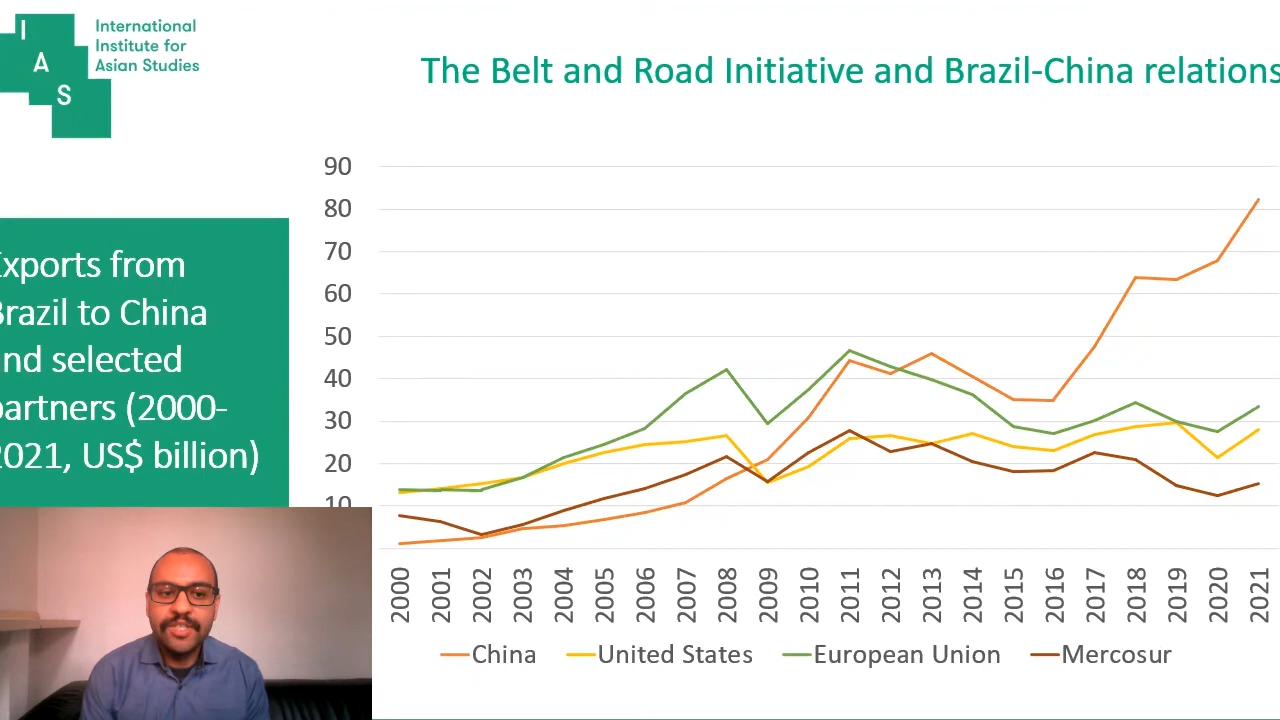 I
A
S
International
Institute for
Asian Studies
The Belt and Road Initiative and Brazil-China relations
xports from
razil to China
nd selected
partners (2000-
2021, US$ billion)
90
80
70
60
50
40
30
20
10
2000 2001 2002 2003 2004 2005 2006 2007 2008 2009 2010 2011 2012 2013 2014 2015 2016 2017 2018 2019 2020 2021
China United States European Union Mercosur